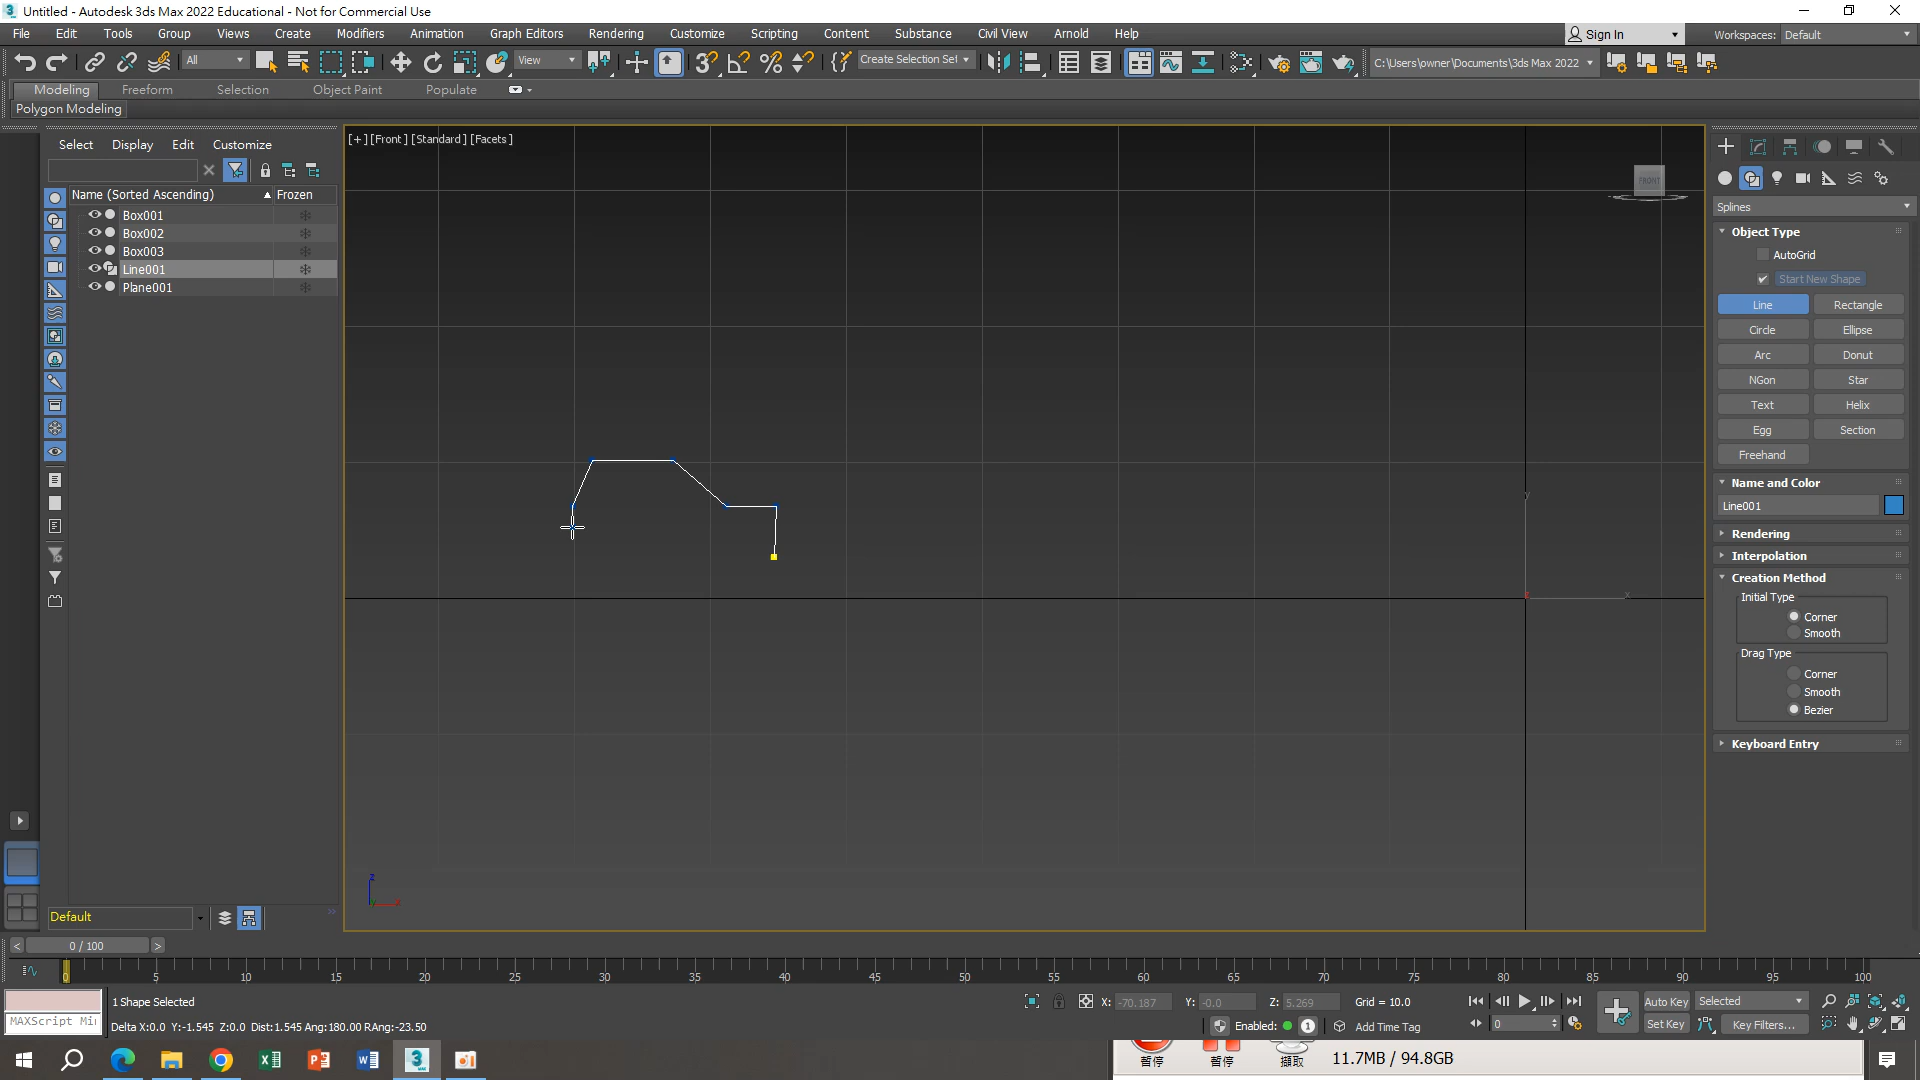 Untitled - Autodesk 3ds Max 2022 Educational - Not for Commercial Use
File Edit Tools Group Views Create Modifiers Animation Graph Editors Rendering Customize Scripting Content Substance Civil View Arnold Help Sign In Workspaces: Default
All View Create Selection Set C:\Users\owner\Documents\3ds Max 2022
Modeling Freeform Selection Object Paint Populate
Polygon Modeling
Select Display Edit Customize
[+] [Front] [Standard] [Facets]
FRONT
Name (Sorted Ascending) Frozen
Box001
Box002
Box003
Line001
Plane001
Splines
Object Type
AutoGrid
Start New Shape
Line Rectangle
Circle Ellipse
Arc Donut
NGon Star
Text Helix
Egg Section
Freehand
Name and Color
Line001
Rendering
Interpolation
Creation Method
Initial Type
Corner
Smooth
Drag Type
Corner
Smooth
Bezier
Keyboard Entry
y
z x
z
y x
Default
0 / 100
0 5 10 15 20 25 30 35 40 45 50 55 60 65 70 75 80 85 90 95 100
1 Shape Selected X: -70.187 Y: -0.0 Z: 5.269 Grid = 10.0 Auto Key Selected
MAXScript Mi
Delta X:0.0 Y:-1.545 Z:0.0 Dist:1.545 Ang:180.00 RAng:-23.50 Enabled: 1 Add Time Tag 0 Set Key Key Filters...
暫停 暫停 擷取 11.7MB / 94.8GB